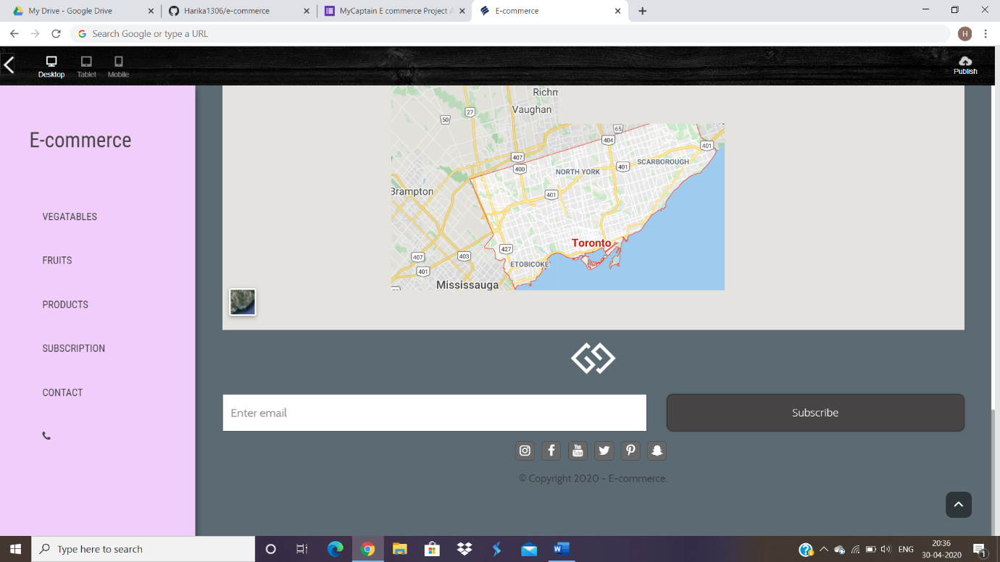 My Drive - Google Drive
Harika1306/e-commerce
MyCaptain E commerce Project A
E-commerce
Search Google or type a URL
H
Desktop
Tablet
Mobile
Publish
E-commerce
VEGATABLES
FRUITS
PRODUCTS
SUBSCRIPTION
CONTACT
Richm
Vaughan
27
50
65
404
401
407
400
NORTH YORK
401
SCARBOROUGH
Brampton
401
Toronto
427
407
403
ETOBICOKE
401
Mississauga
Enter email
Subscribe
You
Tube
© Copyright 2020 - E-commerce.
Type here to search
W
ENG
20:36
30-04-2020
1